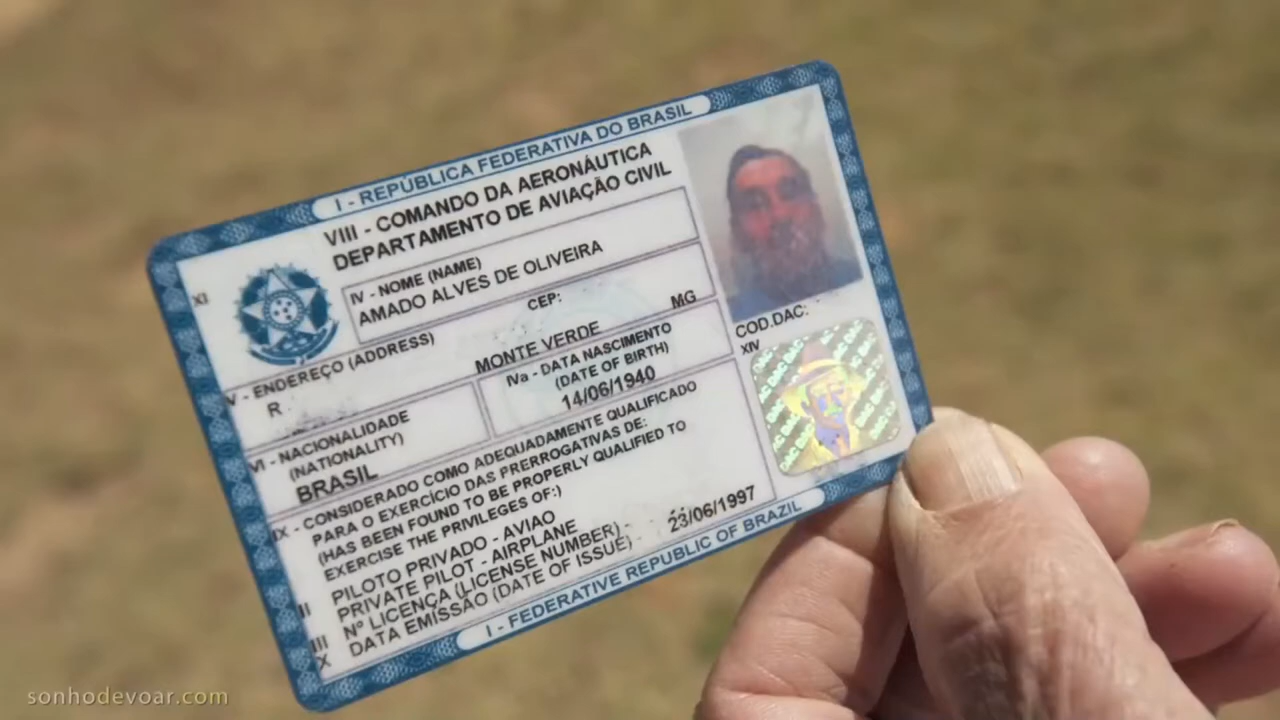 I - REPÚBLICA FEDERATIVA DO BRASIL
VIII - COMANDO DA AERONÁUTICA
DEPARTAMENTO DE AVIAÇÃO CIVIL
XI
IV - NOME (NAME)
AMADO ALVES DE OLIVEIRA
V - ENDEREÇO (ADDRESS)
CEP:
R
MONTE VERDE
MG
VI - NACIONALIDADE
(NATIONALITY)
BRASIL
IVa - DATA NASCIMENTO
(DATE OF BIRTH)
14/06/1940
COD.DAC:
XIV
DAC DAC
IX - CONSIDERADO COMO ADEQUADAMENTE QUALIFICADO
PARA O EXERCÍCIO DAS PRERROGATIVAS DE:
(HAS BEEN FOUND TO BE PROPERLY QUALIFIED TO
EXERCISE THE PRIVILEGES OF:)
PILOTO PRIVADO - AVIAO
II PRIVATE PILOT - AIRPLANE
III Nº LICENÇA (LICENSE NUMBER) -
X DATA EMISSÃO (DATE OF ISSUE) - 23/06/1997
I - FEDERATIVE REPUBLIC OF BRAZIL
sonhodevoar.com